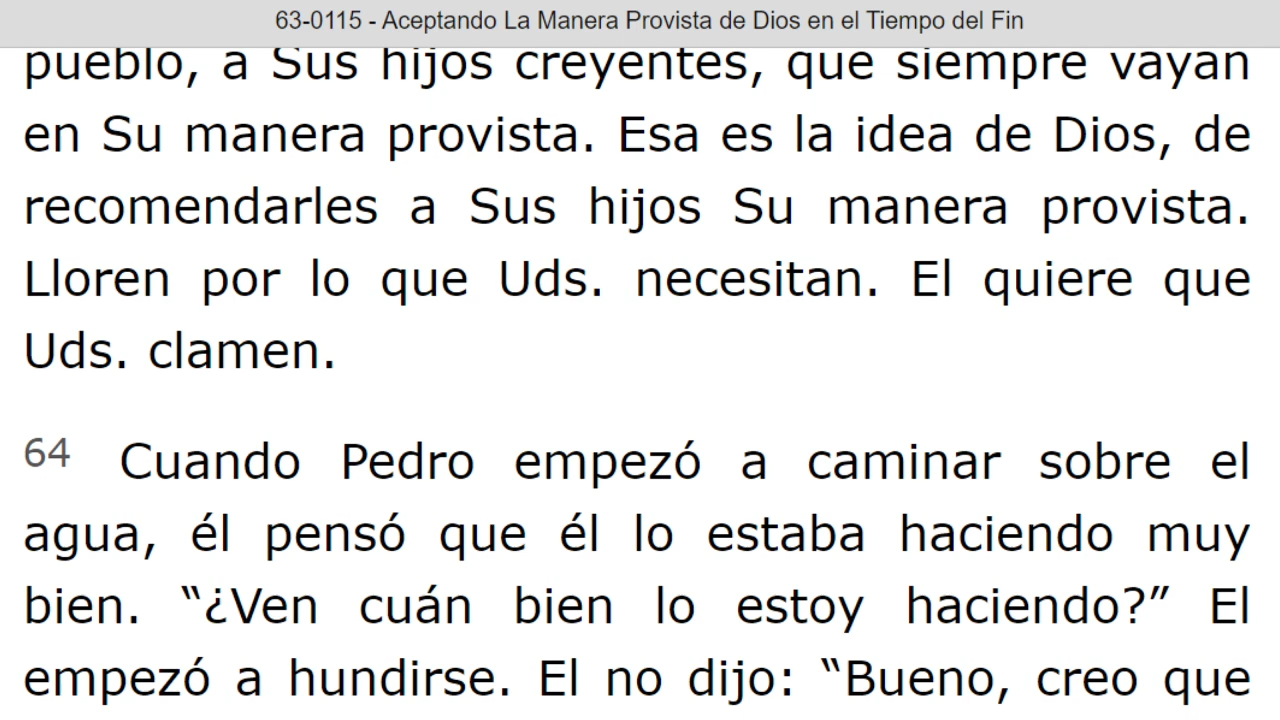 63-0115 - Aceptando La Manera Provista de Dios en el Tiempo del Fin
pueblo, a Sus hijos creyentes, que siempre vayan
en Su manera provista. Esa es la idea de Dios, de
recomendarles a Sus hijos Su manera provista.
Lloren por lo que Uds. necesitan. El quiere que
Uds. clamen.
64 Cuando Pedro empezó a caminar sobre el
agua, él pensó que él lo estaba haciendo muy
bien. “¿Ven cuán bien lo estoy haciendo?” El
empezó a hundirse. El no dijo: “Bueno, creo que